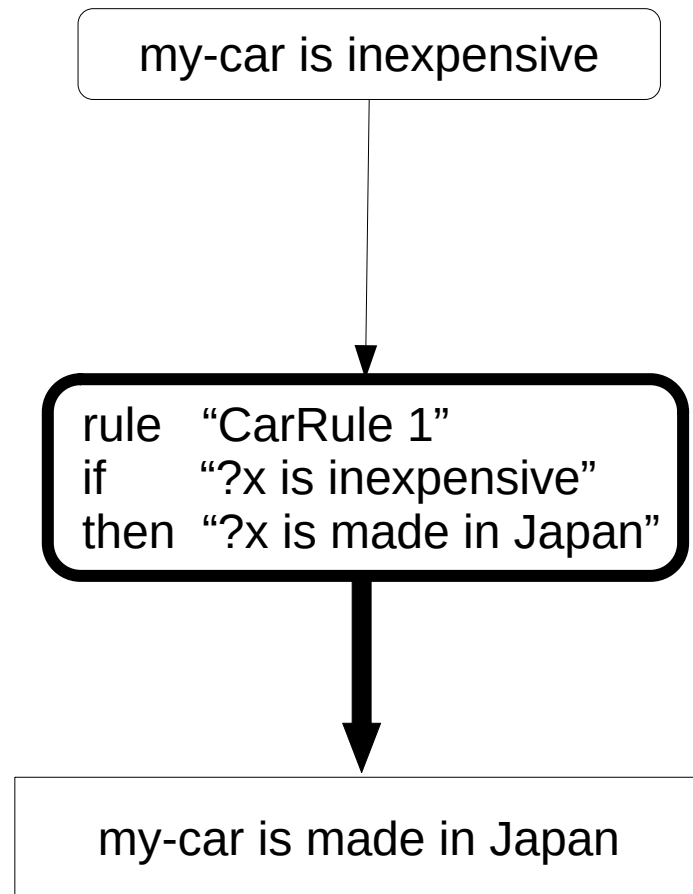 my-car is inexpensive
rule “CarRule 1”
if “?x is inexpensive”
then “?x is made in Japan”
my-car is made in Japan